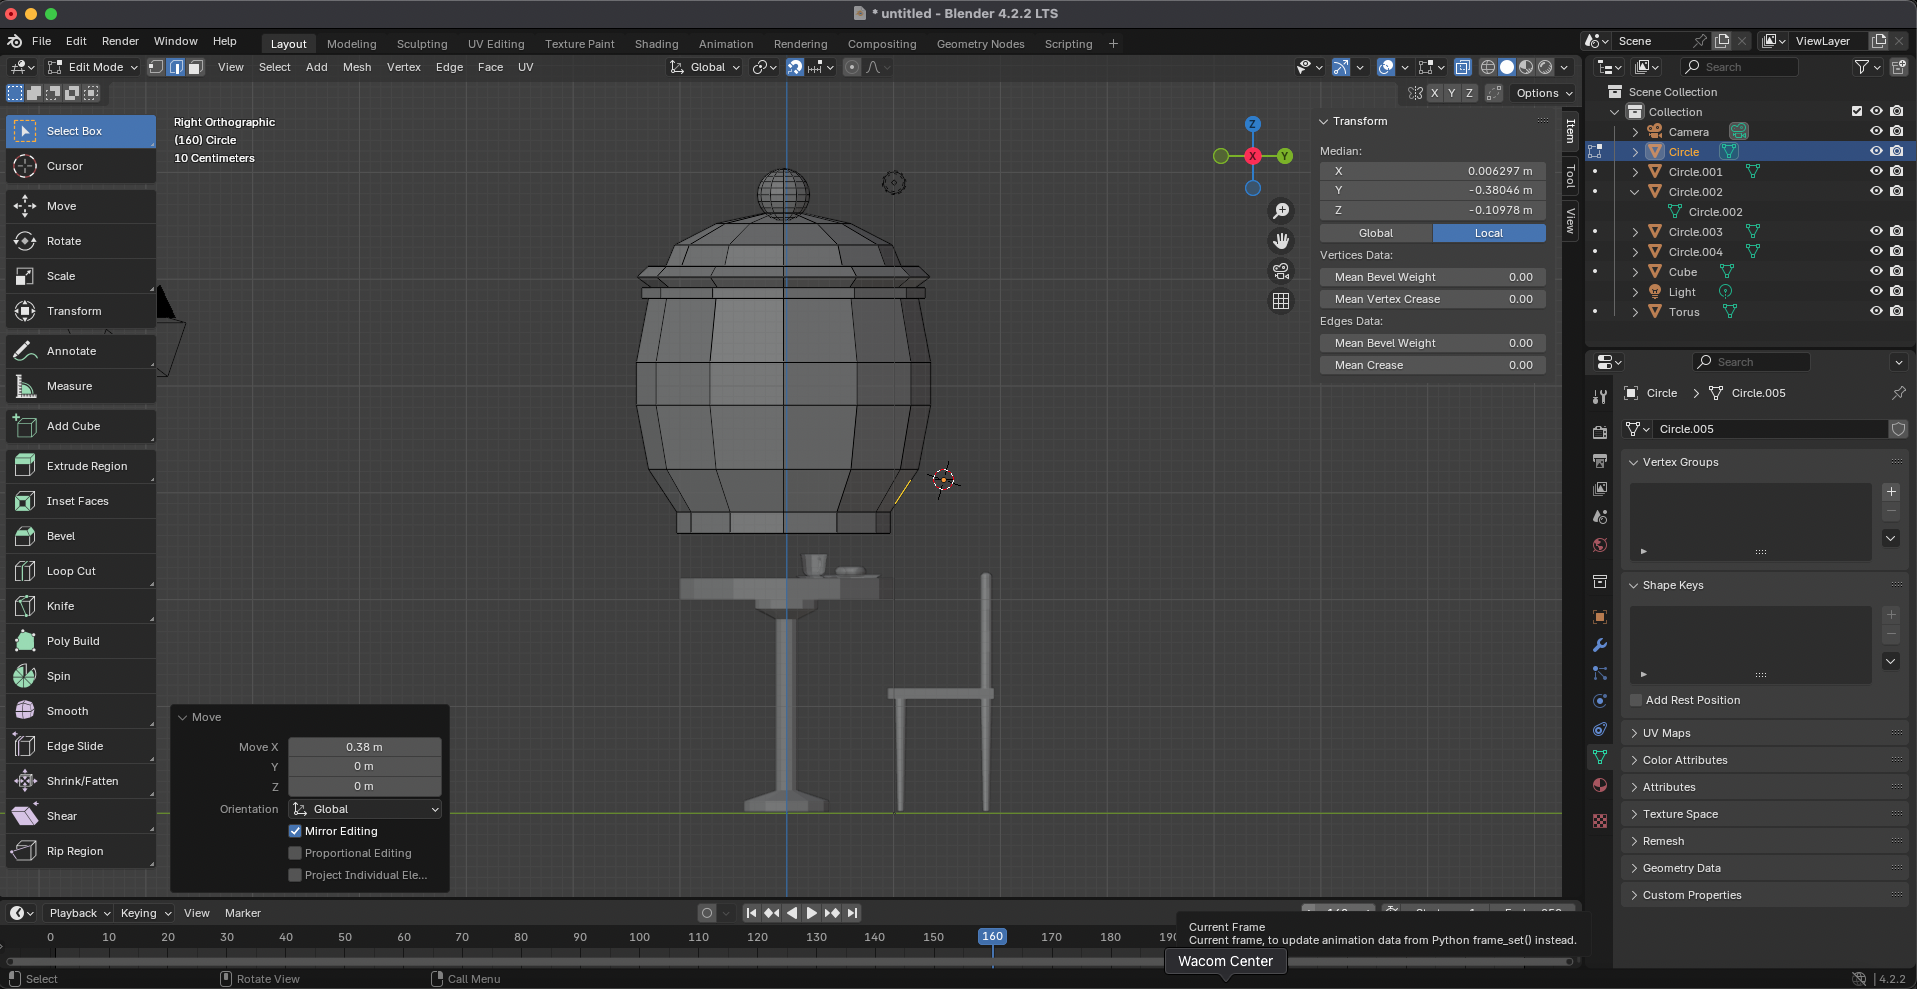 * untitled - Blender 4.2.2 LTS
File Edit Render Window Help Layout Modeling Sculpting UV Editing Texture Paint Shading Animation Rendering Compositing Geometry Nodes Scripting + Scene ViewLayer
Edit Mode View Select Add Mesh Vertex Edge Face UV Global Search
X Y Z Options
Select Box
Cursor
Move
Rotate
Scale
Transform
Annotate
Measure
Add Cube
Extrude Region
Inset Faces
Bevel
Loop Cut
Knife
Poly Build
Spin
Smooth
Edge Slide
Shrink/Fatten
Shear
Rip Region
Right Orthographic
(160) Circle
10 Centimeters
Z
X
Y
Transform
Median:
X 0.006297 m
Y -0.38046 m
Z -0.10978 m
Global Local
Vertices Data:
Mean Bevel Weight 0.00
Mean Vertex Crease 0.00
Edges Data:
Mean Bevel Weight 0.00
Mean Crease 0.00
Item
Tool
View
Scene Collection
Collection
Camera
Circle
Circle.001
Circle.002
Circle.002
Circle.003
Circle.004
Cube
Light
Torus
Search
Circle Circle.005
Circle.005
Vertex Groups
Shape Keys
Add Rest Position
UV Maps
Color Attributes
Attributes
Texture Space
Remesh
Geometry Data
Custom Properties
Move
Move X 0.38 m
Y 0 m
Z 0 m
Orientation Global
Mirror Editing
Proportional Editing
Project Individual Ele...
Playback Keying View Marker
0 10 20 30 40 50 60 70 80 90 100 110 120 130 140 150 160 170 180
Current Frame
Current frame, to update animation data from Python frame_set() instead.
Wacom Center
Select Rotate View Call Menu 4.2.2